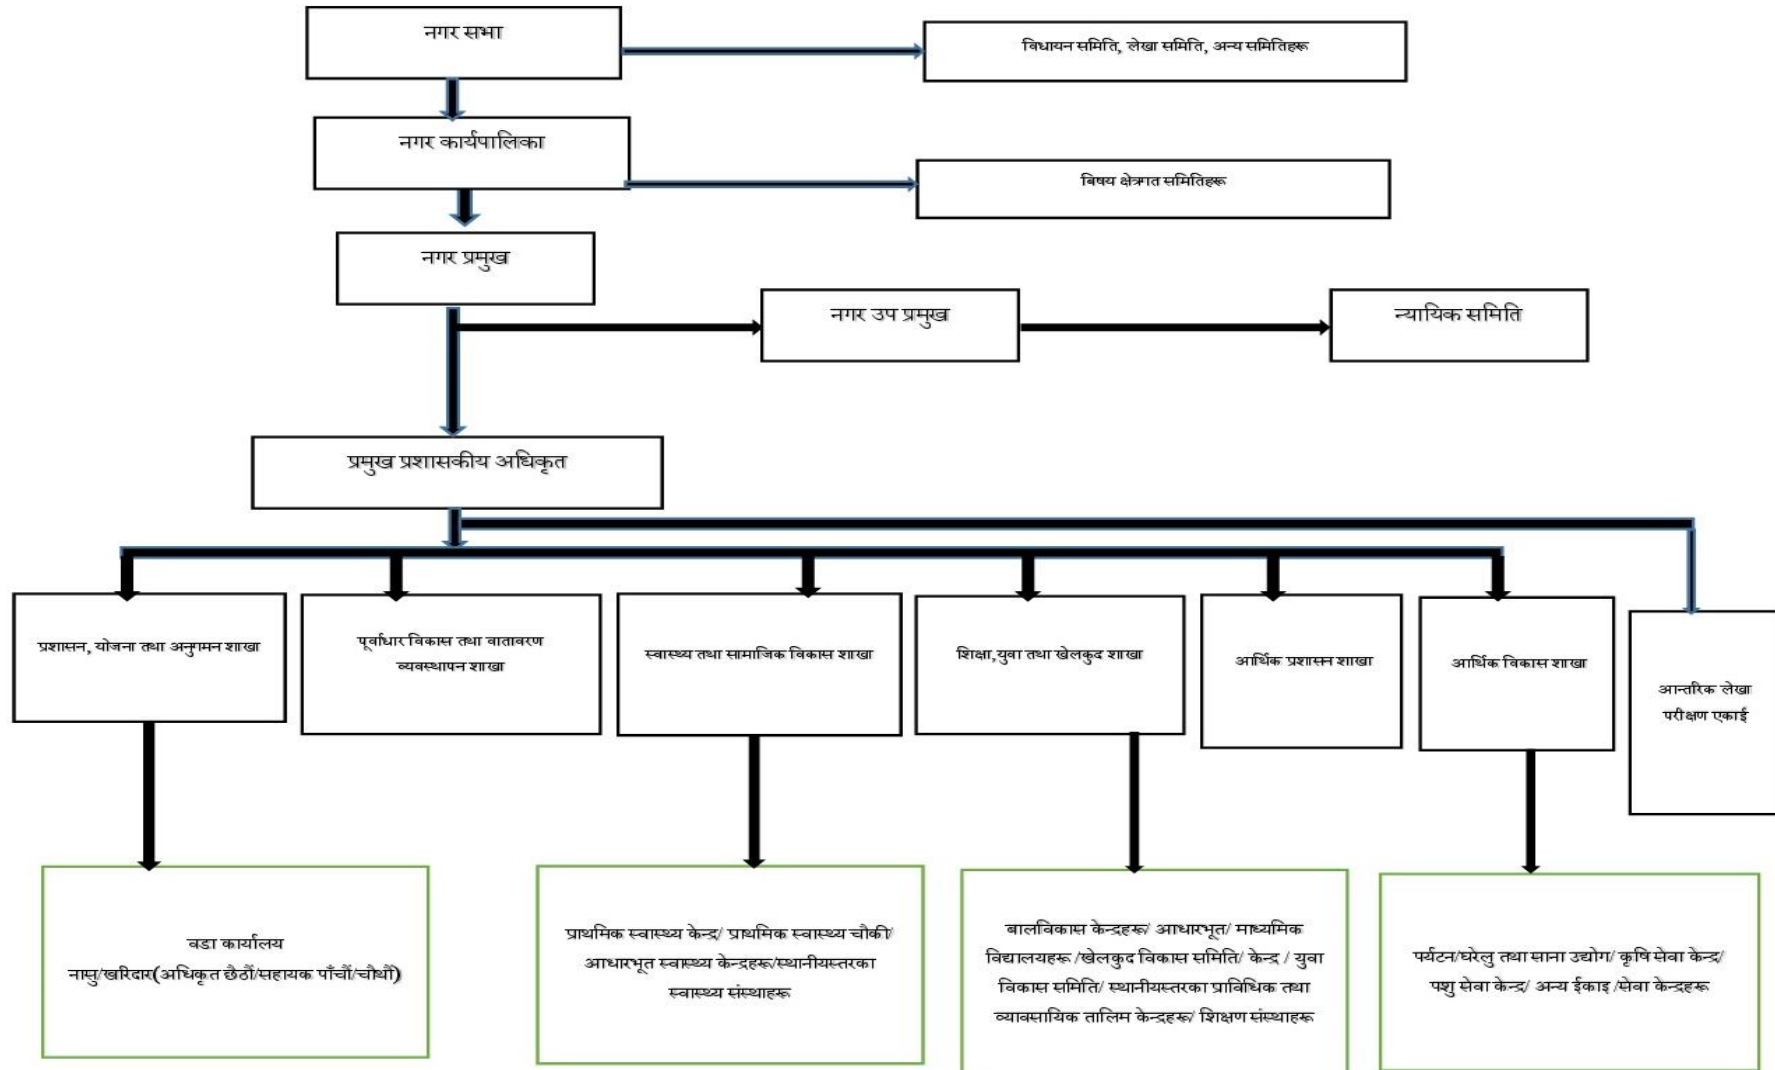 नगर सभा
विधायन समिति, लेखा समिति, अन्य समितिहरू
नगर कार्यपालिका
बिषय क्षेत्रगत समितिहरू
नगर प्रमुख
नगर उप प्रमुख
न्यायिक समिति
प्रमुख प्रशासकीय अधिकृत
प्रशासन, योजना तथा अनुगमन शाखा
पूर्वाधार विकास तथा वातावरण
व्यवस्थापन शाखा
स्वास्थ्य तथा सामाजिक विकास शाखा
शिक्षा,युवा तथा खेलकुद शाखा
आर्थिक प्रशासन शाखा
आर्थिक विकास शाखा
आन्तरिक लेखा
परीक्षण एकाई
वडा कार्यालय
नासु/खरिदार(अधिकृत छैठौं/सहायक पाँचौं/चौथौं)
प्राथमिक स्वास्थ्य केन्द्र/ प्राथमिक स्वास्थ्य चौकी/
आधारभूत स्वास्थ्य केन्द्रहरू/स्थानीयस्तरका
स्वास्थ्य संस्थाहरू
बालविकास केन्द्रहरू/ आधारभूत/ माध्यमिक
विद्यालयहरू /खेलकुद विकास समिति/ केन्द्र / युवा
विकास समिति/ स्थानीयस्तरका प्राविधिक तथा
व्यावसायिक तालिम केन्द्रहरू/ शिक्षण संस्थाहरू
पर्यटन/घरेलु तथा साना उद्योग/ कृषि सेवा केन्द्र/
पशु सेवा केन्द्र/ अन्य ईकाइ /सेवा केन्द्रहरू